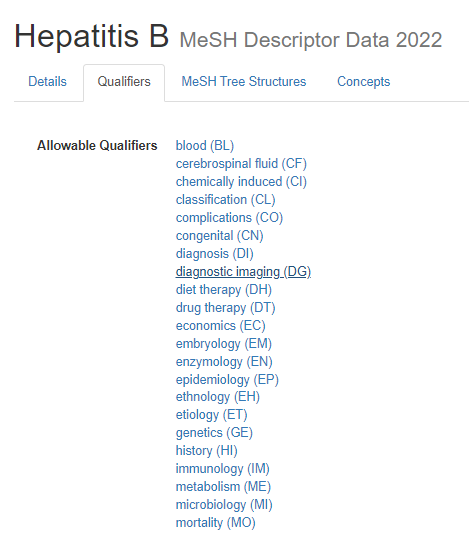 Hepatitis B MeSH Descriptor Data 2022
Details Qualifiers MeSH Tree Structures Concepts
Allowable Qualifiers blood (BL)
cerebrospinal fluid (CF)
chemically induced (CI)
classification (CL)
complications (CO)
congenital (CN)
diagnosis (DI)
diagnostic imaging (DG)
diet therapy (DH)
drug therapy (DT)
economics (EC)
embryology (EM)
enzymology (EN)
epidemiology (EP)
ethnology (EH)
etiology (ET)
genetics (GE)
history (HI)
immunology (IM)
metabolism (ME)
microbiology (MI)
mortality (MO)